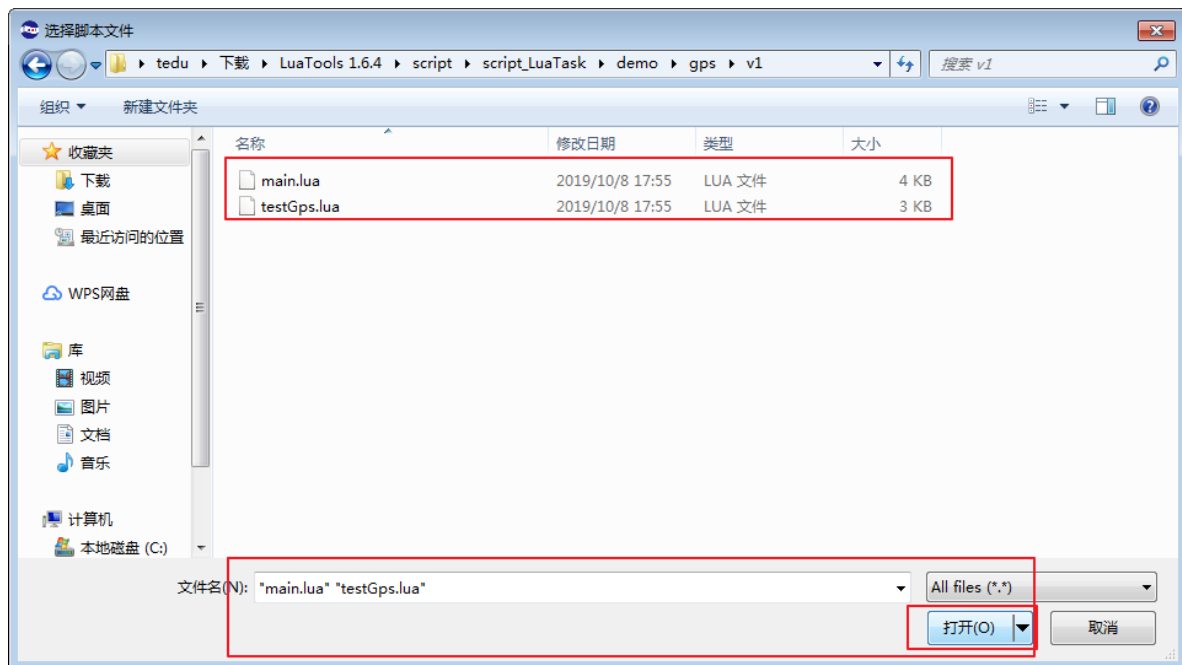 选择脚本文件
tedu 下载 LuaTools 1.6.4 script script_LuaTask demo gps v1
搜索 v1
组织 新建文件夹
名称 修改日期 类型 大小
收藏夹
下载
桌面
最近访问的位置
WPS网盘
库
视频
图片
文档
音乐
计算机
本地磁盘 (C:)
main.lua 2019/10/8 17:55 LUA 文件 4 KB
testGps.lua 2019/10/8 17:55 LUA 文件 3 KB
文件名(N): "main.lua" "testGps.lua" All files (*.*)
打开(O) 取消